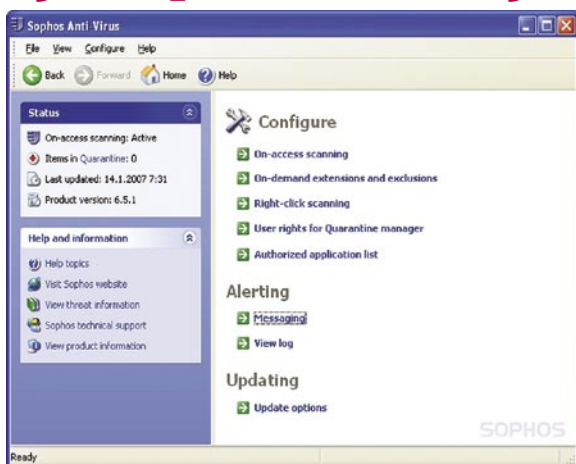 Sophos Anti Virus
File View Configure Help
Back Forward Home Help
Status
On-access scanning: Active
Items in Quarantine: 0
Last updated: 14.1.2007 7:31
Product version: 6.5.1
Help and information
Help topics
Visit Sophos website
View threat information
Sophos technical support
View product information
Configure
On-access scanning
On-demand extensions and exclusions
Right-click scanning
User rights for Quarantine manager
Authorized application list
Alerting
Messaging
View log
Updating
Update options
SOPHOS
Ready